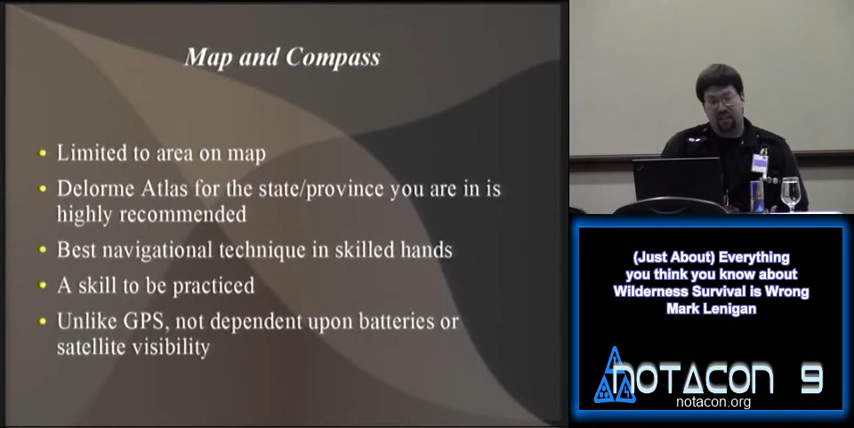 Map and Compass
• Limited to area on map
• Delorme Atlas for the state/province you are in is
highly recommended
• Best navigational technique in skilled hands
• A skill to be practiced
• Unlike GPS, not dependent upon batteries or
satellite visibility
(Just About) Everything
you think you know about
Wilderness Survival is Wrong
Mark Lenigan
NOTACON 9
notacon.org